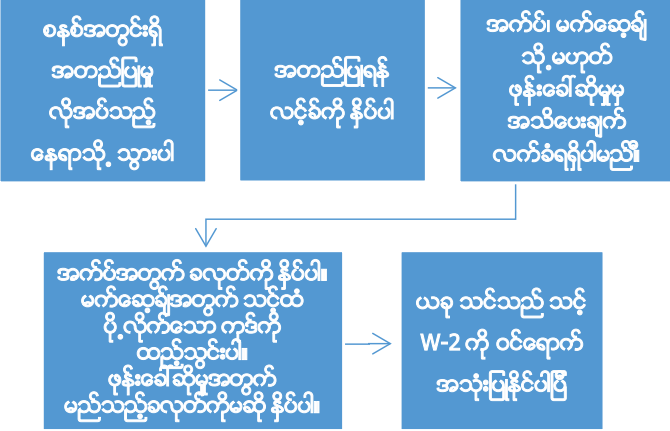 စနစ်အတွင်းရှိ
အတည်ပြုမှု
လိုအပ်သည့်
နေရာသို့ သွားပါ
အတည်ပြုရန်
လင့်ခ်ကို နှိပ်ပါ
အက်ပ်၊ မက်ဆေ့ချ်
သို့မဟုတ်
ဖုန်းခေါ်ဆိုမှုမှ
အသိပေးချက်
လက်ခံရရှိပါမည်။
အက်ပ်အတွက် ခလုတ်ကို နှိပ်ပါ။
မက်ဆေ့ချ်အတွက် သင့်ထံ
ပို့လိုက်သော ကုဒ်ကို
ထည့်သွင်းပါ။
ဖုန်းခေါ်ဆိုမှုအတွက်
မည်သည့်ခလုတ်ကိုမဆို နှိပ်ပါ။
ယခု သင်သည် သင့်
W-2 ကို ဝင်ရောက်
အသုံးပြုနိုင်ပါပြီ